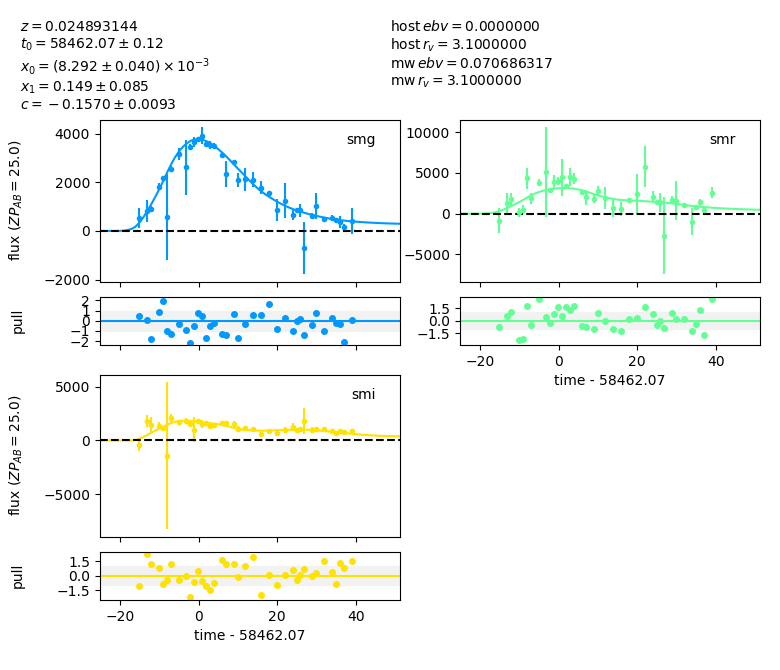 z = 0.024893144
t₀ = 58462.07 ± 0.12
x₀ = (8.292 ± 0.040) × 10⁻³
x₁ = 0.149 ± 0.085
c = −0.1570 ± 0.0093
host ebv = 0.0000000
host r_v = 3.1000000
mw ebv = 0.070686317
mw r_v = 3.1000000
smg
flux (ZP_AB = 25.0)
4000
2000
0
−2000
pull
2
1
0
−1
−2
smr
10000
5000
0
−5000
1.5
0.0
−1.5
−20 0 20 40
time - 58462.07
smi
flux (ZP_AB = 25.0)
5000
0
−5000
pull
1.5
0.0
−1.5
−20 0 20 40
time - 58462.07